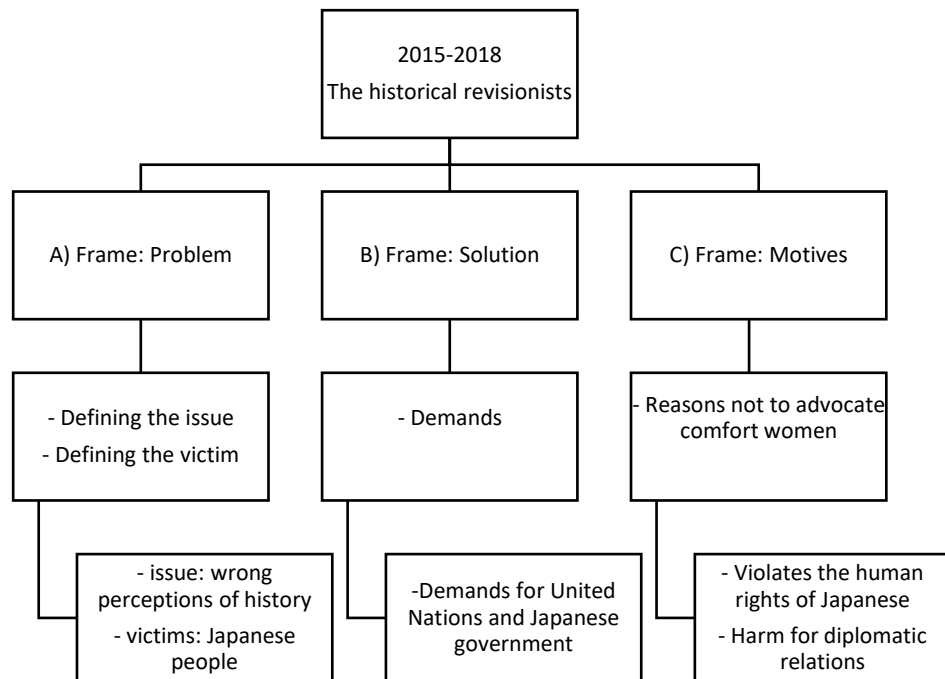 2015-2018
The historical revisionists
A) Frame: Problem
B) Frame: Solution
C) Frame: Motives
- Defining the issue
- Defining the victim
- Demands
- Reasons not to advocate
comfort women
- issue: wrong
perceptions of history
- victims: Japanese
people
-Demands for United
Nations and Japanese
government
- Violates the human
rights of Japanese
- Harm for diplomatic
relations